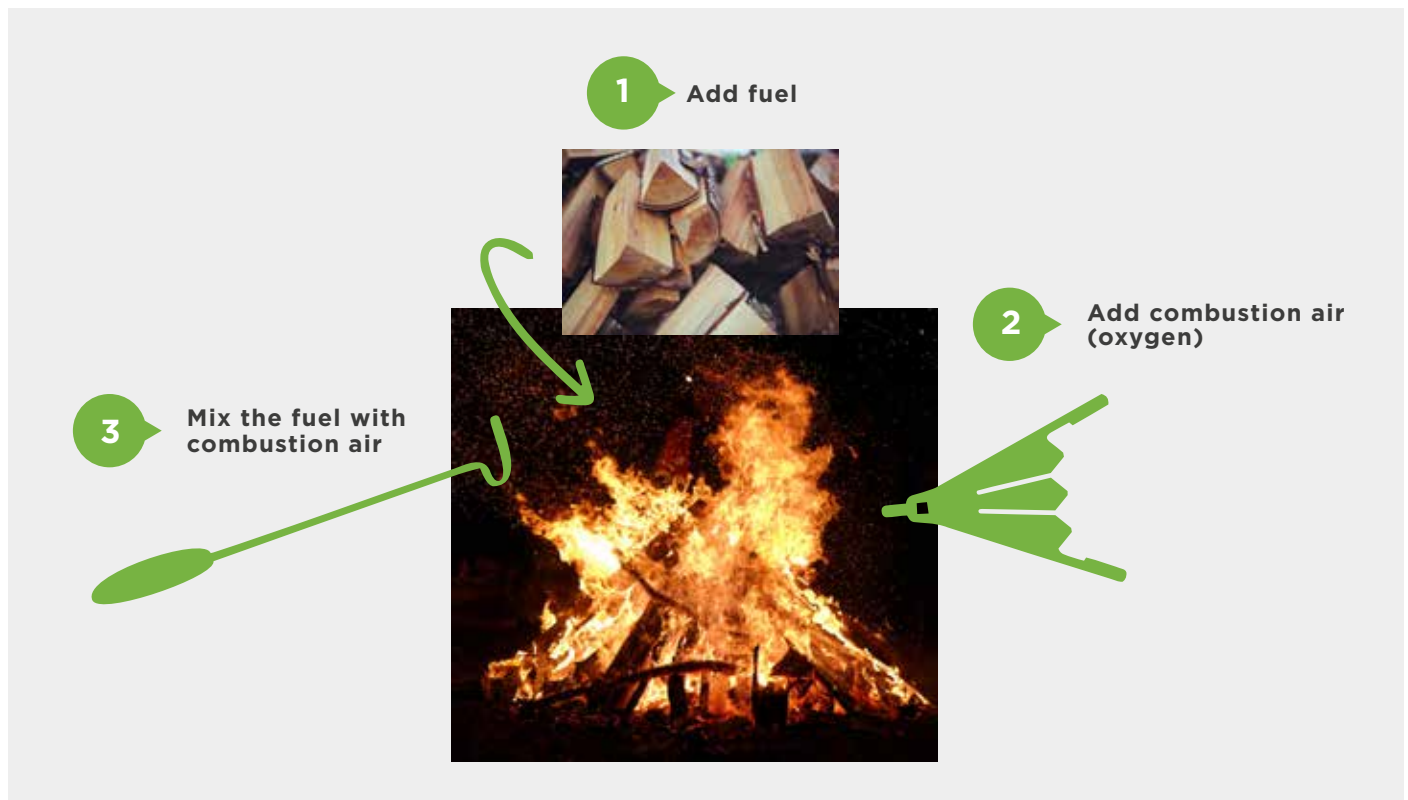 1
Add fuel
2
Add combustion air
(oxygen)
3
Mix the fuel with
combustion air